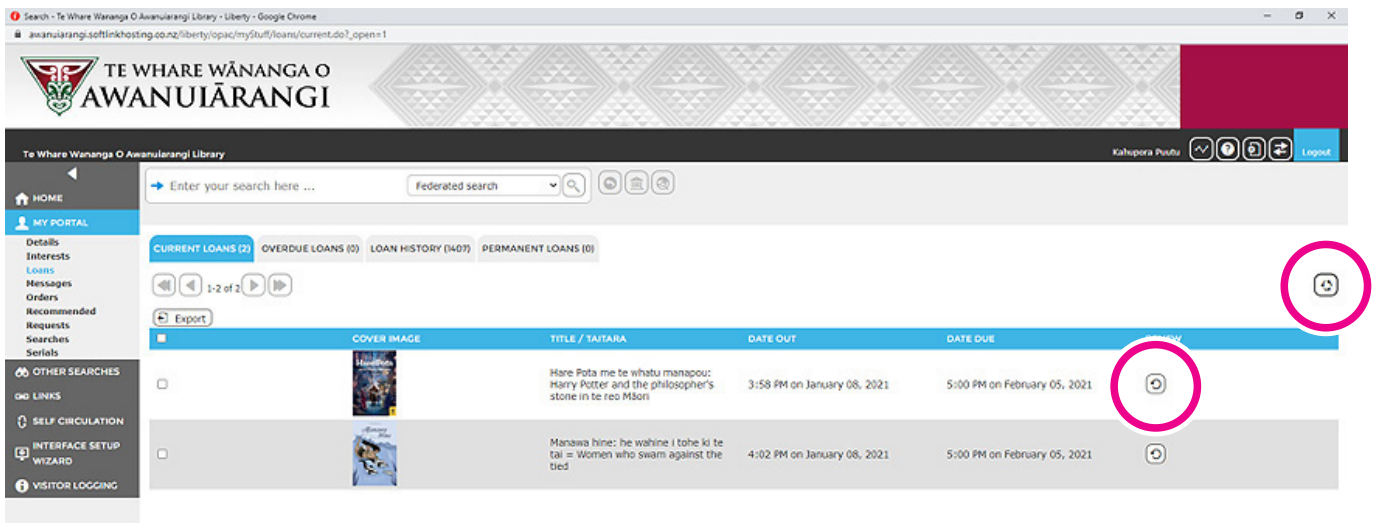 Search - Te Whare Wananga O Awanuiarangi Library - Liberty - Google Chrome
awanuiarangi.softlinkhosting.co.nz/liberty/opac/myStuff/loans/current.do?_open=1
TE WHARE WĀNANGA O
AWANUIĀRANGI
Te Whare Wananga O Awanuiarangi Library
Kahupora Puutu
Logout
HOME
MY PORTAL
Details
Interests
Loans
Messages
Orders
Recommended
Requests
Searches
Serials
OTHER SEARCHES
LINKS
SELF CIRCULATION
INTERFACE SETUP
WIZARD
VISITOR LOGGING
Enter your search here ...
Federated search
CURRENT LOANS (2) OVERDUE LOANS (0) LOAN HISTORY (1407) PERMANENT LOANS (0)
1-2 of 2
Export
COVER IMAGE TITLE / TAITARA DATE OUT DATE DUE
Hare Pota me te whatu manapou:
Harry Potter and the philosopher's
stone in te reo Māori
3:58 PM on January 08, 2021
5:00 PM on February 05, 2021
Manawa hine: he wahine i tohe ki te
tai = Women who swam against the
tied
4:02 PM on January 08, 2021
5:00 PM on February 05, 2021